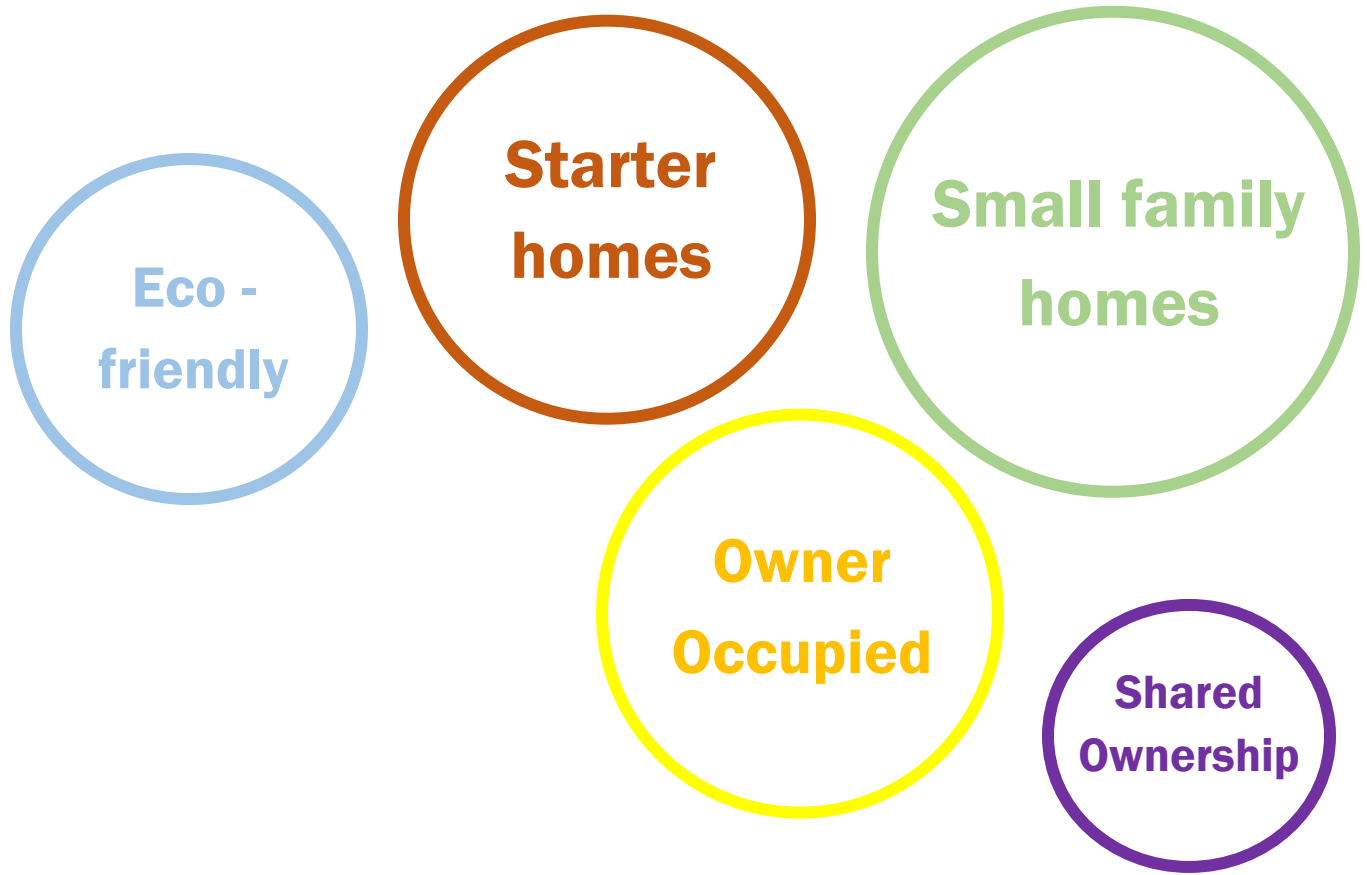 Starter
homes
Small family
homes
Eco -
friendly
Owner
Occupied
Shared
Ownership